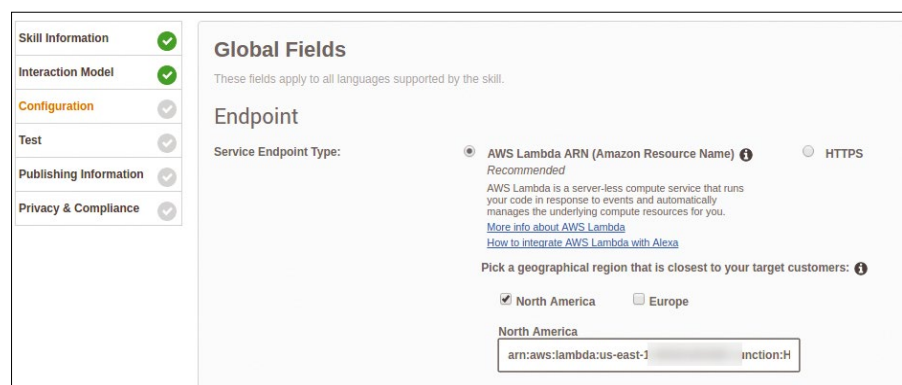 Skill Information
Interaction Model
Configuration
Test
Publishing Information
Privacy & Compliance
Global Fields
These fields apply to all languages supported by the skill.
Endpoint
Service Endpoint Type:
AWS Lambda ARN (Amazon Resource Name)
HTTPS
Recommended
AWS Lambda is a server-less compute service that runs
your code in response to events and automatically
manages the underlying compute resources for you.
More info about AWS Lambda
How to integrate AWS Lambda with Alexa
Pick a geographical region that is closest to your target customers:
North America
Europe
North America
arn:aws:lambda:us-east-1 nction:H